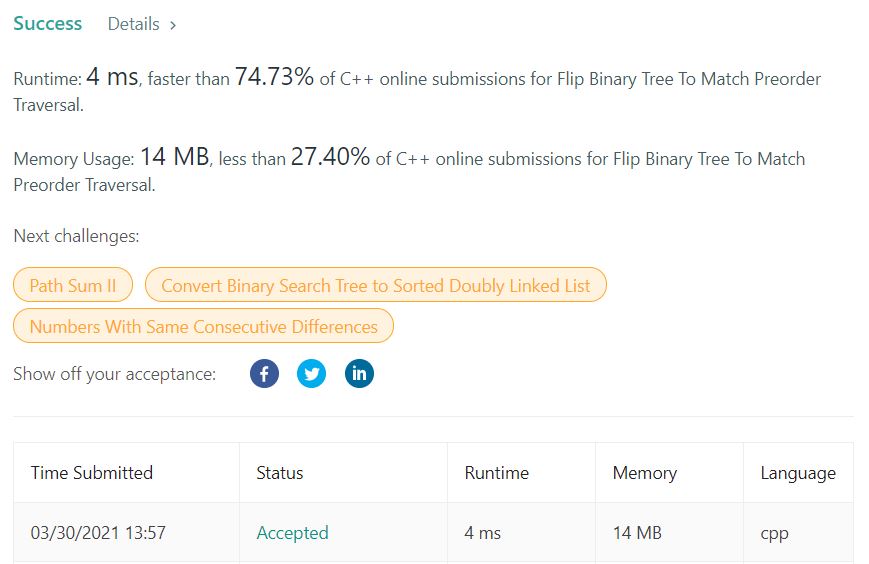 Success Details >
Runtime: 4 ms, faster than 74.73% of C++ online submissions for Flip Binary Tree To Match Preorder
Traversal.
Memory Usage: 14 MB, less than 27.40% of C++ online submissions for Flip Binary Tree To Match
Preorder Traversal.
Next challenges:
Path Sum II Convert Binary Search Tree to Sorted Doubly Linked List
Numbers With Same Consecutive Differences
Show off your acceptance: f in
Time Submitted Status Runtime Memory Language
03/30/2021 13:57 Accepted 4 ms 14 MB cpp